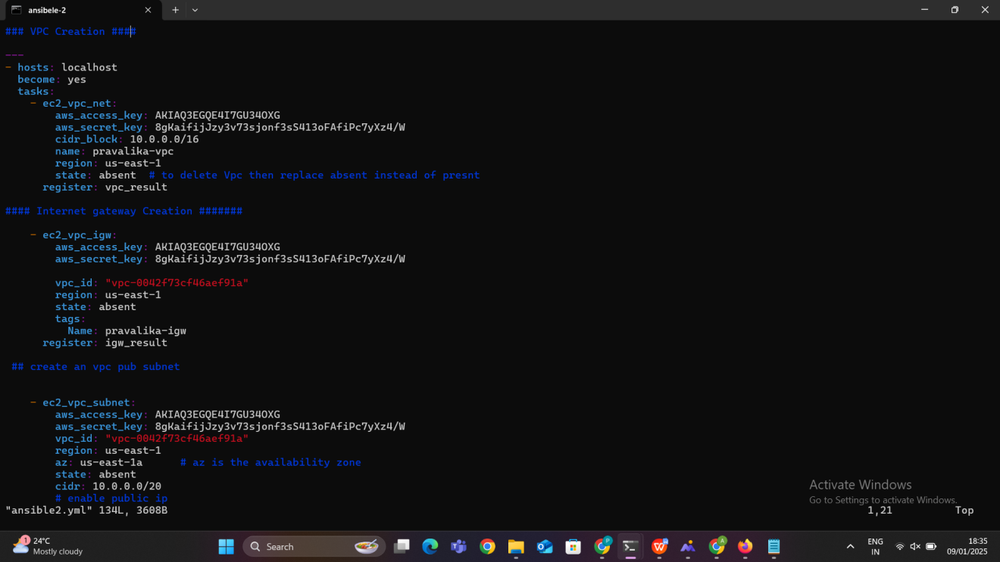 ansibele-2
### VPC Creation ####
---
- hosts: localhost
become: yes
tasks:
- ec2_vpc_net:
aws_access_key: AKIAQ3EGQE4I7GU34OXG
aws_secret_key: 8gKaifijJzy3v73sjonf3sS413oFAfiPc7yXz4/W
cidr_block: 10.0.0.0/16
name: pravalika-vpc
region: us-east-1
state: absent # to delete Vpc then replace absent instead of presnt
register: vpc_result
#### Internet gateway Creation #######
- ec2_vpc_igw:
aws_access_key: AKIAQ3EGQE4I7GU34OXG
aws_secret_key: 8gKaifijJzy3v73sjonf3sS413oFAfiPc7yXz4/W
vpc_id: "vpc-0042f73cf46aef91a"
region: us-east-1
state: absent
tags:
Name: pravalika-igw
register: igw_result
## create an vpc pub subnet
- ec2_vpc_subnet:
aws_access_key: AKIAQ3EGQE4I7GU34OXG
aws_secret_key: 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
vpc_id: "vpc-0042f73cf46aef91a"
region: us-east-1
az: us-east-1a # az is the availability zone
state: absent
cidr: 10.0.0.0/20
# enable public ip
"ansible2.yml" 134L, 3608B 1,21 Top
Activate Windows
Go to Settings to activate Windows.
1
24°C
Mostly cloudy
Search
ENG
IN
18:35
09/01/2025